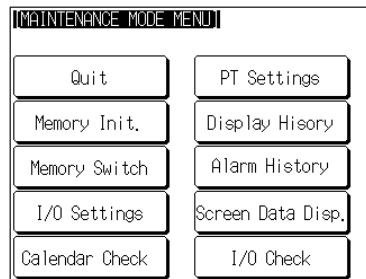 [MAINTENANCE MODE MENU]
Quit
PT Settings
Memory Init.
Display Hisory
Memory Switch
Alarm History
I/O Settings
Screen Data Disp.
Calendar Check
I/O Check